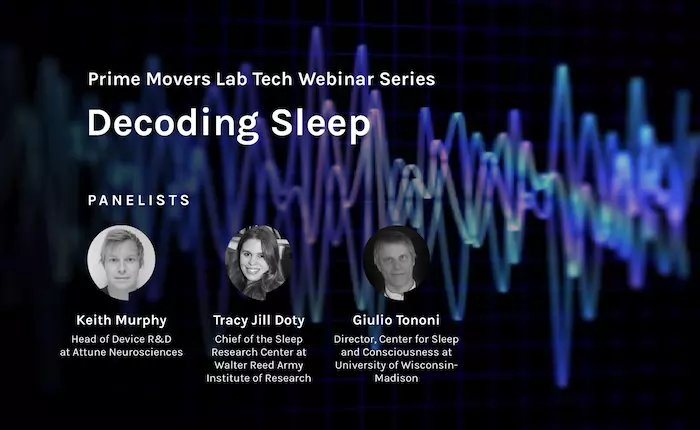 Prime Movers Lab Tech Webinar Series
Decoding Sleep
PANELISTS
Keith Murphy
Head of Device R&D
at Attune Neurosciences
Tracy Jill Doty
Chief of the Sleep
Research Center at
Walter Reed Army
Institute of Research
Giulio Tononi
Director, Center for Sleep
and Consciousness at
University of Wisconsin-
Madison